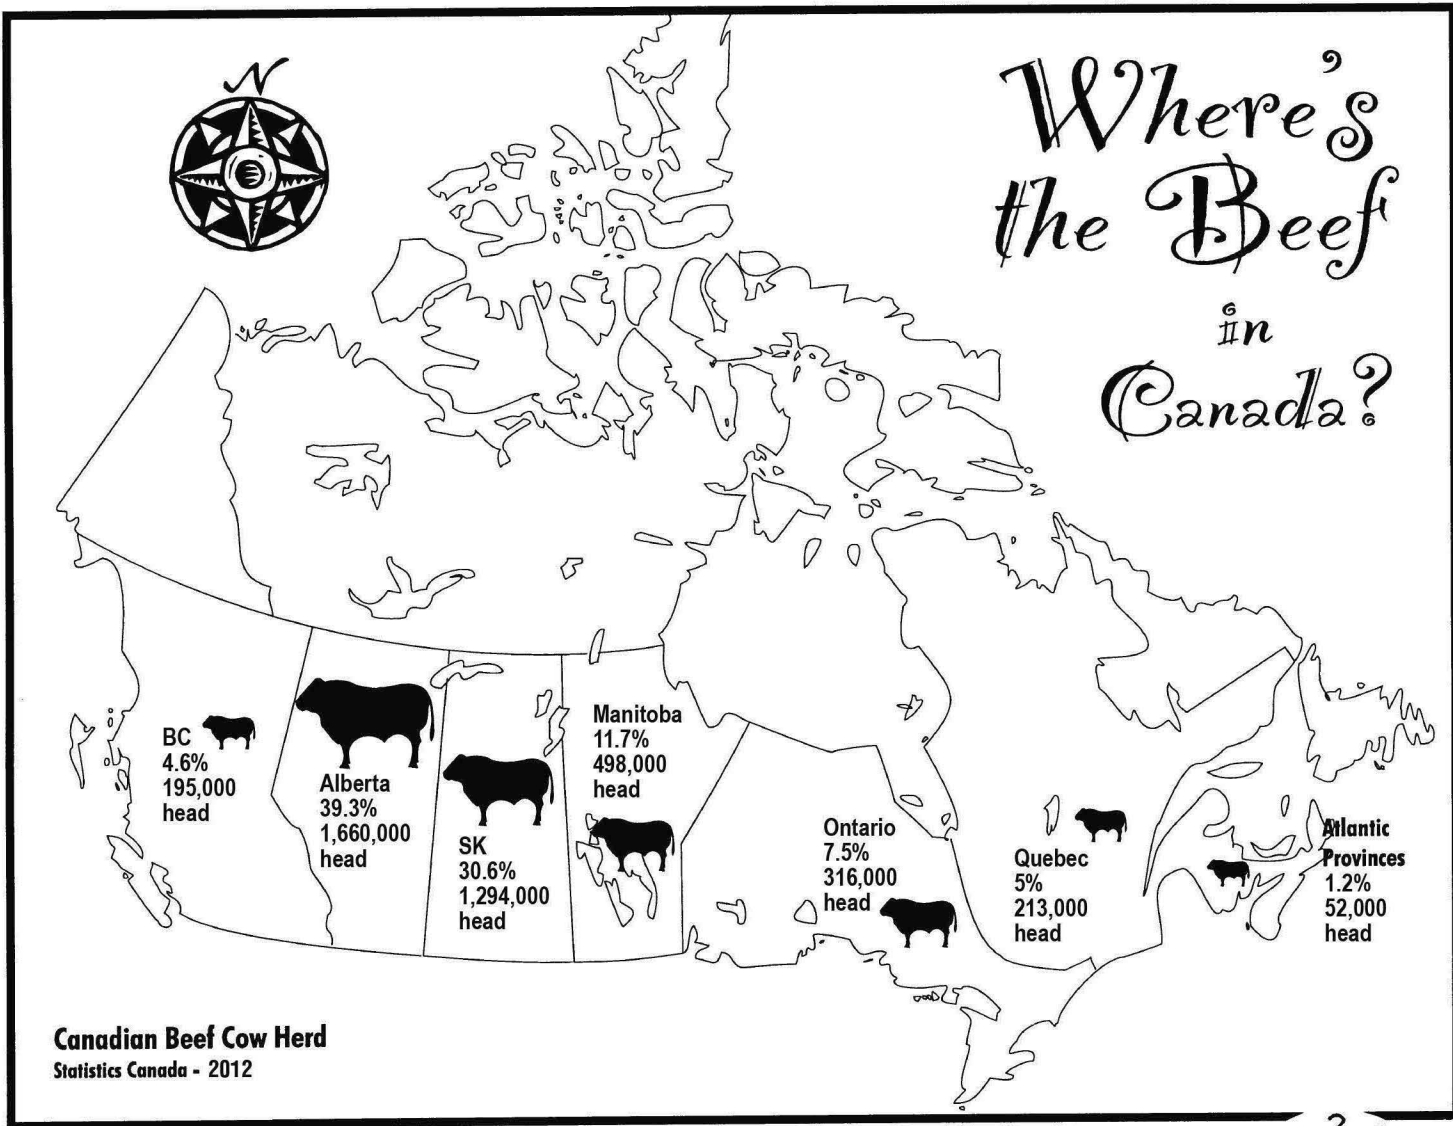 N
Where's
the Beef
in
Canada?
BC
4.6%
195,000
head
Alberta
39.3%
1,660,000
head
SK
30.6%
1,294,000
head
Manitoba
11.7%
498,000
head
Ontario
7.5%
316,000
head
Quebec
5%
213,000
head
Atlantic
Provinces
1.2%
52,000
head
Canadian Beef Cow Herd
Statistics Canada - 2012